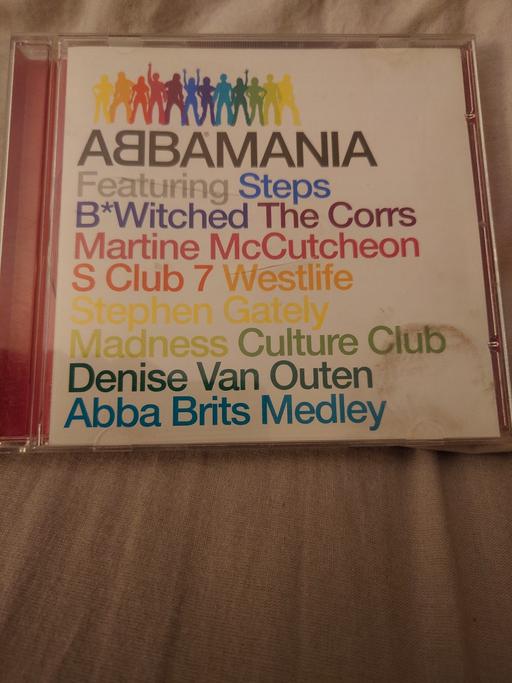 AᗺBAMANIA
Featuring Steps
B*Witched The Corrs
Martine McCutcheon
S Club 7 Westlife
Stephen Gately
Madness Culture Club
Denise Van Outen
Abba Brits Medley